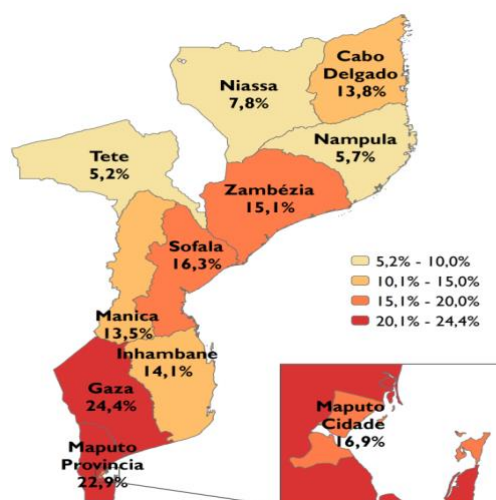 Cabo
Delgado
13,8%
Niassa
7,8%
Nampula
5,7%
Tete
5,2%
Zambézia
15,1%
Sofala
16,3%
5,2% - 10,0%
10,1% - 15,0%
15,1% - 20,0%
20,1% - 24,4%
Manica
13,5%
Inhambane
14,1%
Gaza
24,4%
Maputo
Provincia
22,9%
Maputo
Cidade
16,9%